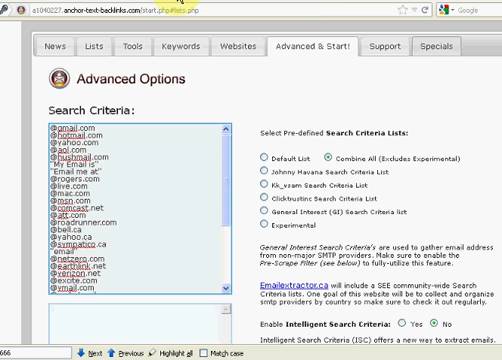 a1040227.anchor-text-backlinks.com/start.php#lists.php
Google
News
Lists
Tools
Keywords
Websites
Advanced & Start!
Support
Specials
Advanced Options
Search Criteria:
@gmail.com
@hotmail.com
@yahoo.com
@aol.com
@hushmail.com
"My Email is"
"Email me at"
@rogers.com
@live.com
@mac.com
@msn.com
@comcast.net
@att.com
@roadrunner.com
@bell.ca
@yahoo.ca
@sympatico.ca
"email"
@netzero.com
@earthlink.net
@verizon.net
@excite.com
@ymail.com
Select Pre-defined Search Criteria Lists:
Default List
Combine All (Excludes Experimental)
Johnny Havana Search Criteria List
Kk_vsam Search Criteria List
Clicktrustinc Search Criteria List
General Interest (GI) Search Criteria list
Experimental
General Interest Search Criteria's are used to gather email address
from non-major SMTP providers. Make sure to enable the
Pre-Scrape Filter (see below) to fully-utilize this feature.
Emailextractor.ca will include a SEE community-wide Search
Criteria lists. One goal of this website will be to collect and organize
smtp providers by country so make sure to check it out regularly.
Enable Intelligent Search Criteria: Yes No
Intelligent Search Criteria (ISC) offers a new way to extract emails.
666
Next
Previous
Highlight all
Match case